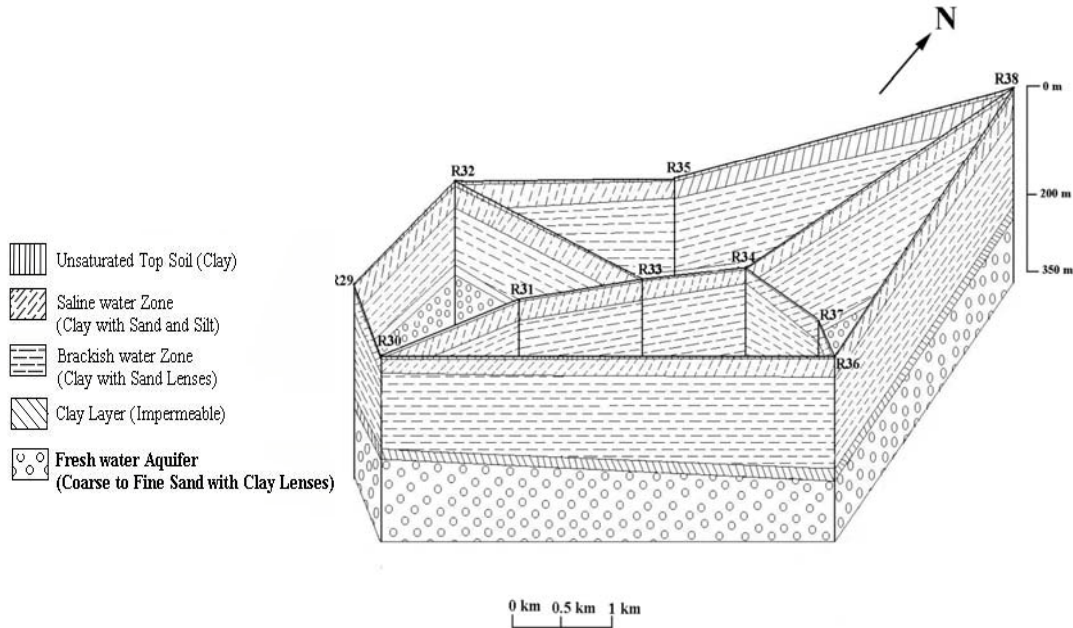 N
R38
0 m
R32
R35
200 m
Unsaturated Top Soil (Clay)
R29
R33
R34
350 m
Saline water Zone
(Clay with Sand and Silt)
R31
R37
R30
R36
Brackish water Zone
(Clay with Sand Lenses)
Clay Layer (Impermeable)
Fresh water Aquifer
(Coarse to Fine Sand with Clay Lenses)
0 km 0.5 km 1 km